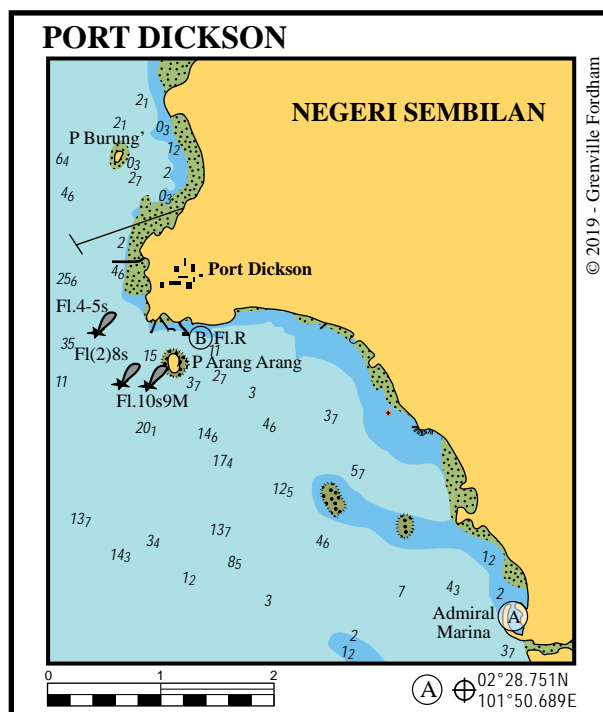 PORT DICKSON
© 2019 - Grenville Fordham
NEGERI SEMBILAN
2₁
2₁
0₃
P Burung'
1₂
6₄
0₃
2₇
2
4₆
0₃
2
4₆
Port Dickson
25₆
Fl.4-5s
B Fl.R
35
Fl(2)8s
15
11
P Arang Arang
11
3₇
2₇
Fl.10s9M
3
3₇
20₁
14₆
4₆
17₄
5₇
12₅
13₇
13₇
3₄
4₆
14₃
8₅
1₂
1₂
7
4₃
2
3
Admiral
Marina
A
2
1₂
3₇
0 1 2
A 02°28.751N
101°50.689E